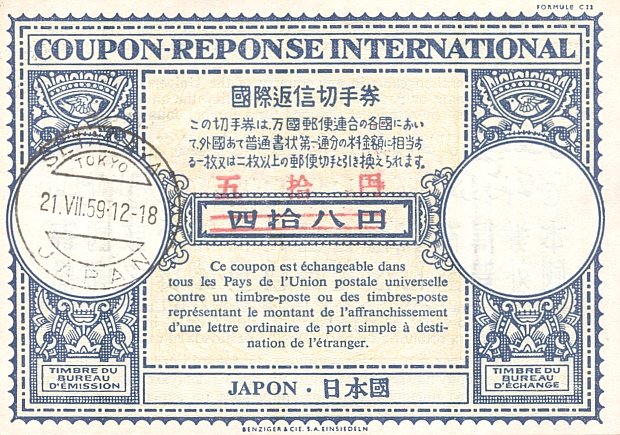 FORMULE C22
COUPON-REPONSE INTERNATIONAL
國際返信切手券
この切手券は、万國郵便連合の各國におい
て、外國あて普通書状第一通分の料金額に相当す
る一枚又は二枚以上の郵便切手と引き換えられます。
五拾円
四拾八円
TOKYO
21.VII.59·12-18
JAPAN
Ce coupon est échangeable dans
tous les Pays de l'Union postale universelle
contre un timbre-poste ou des timbres-poste
représentant le montant de l'affranchissement
d'une lettre ordinaire de port simple à desti-
nation de l'étranger.
TIMBRE DU
BUREAU
D'ÉMISSION
TIMBRE DU
BUREAU
D'ÉCHANGE
JAPON · 日本國
BENZIGER & CIE. S.A. EINSIEDELN